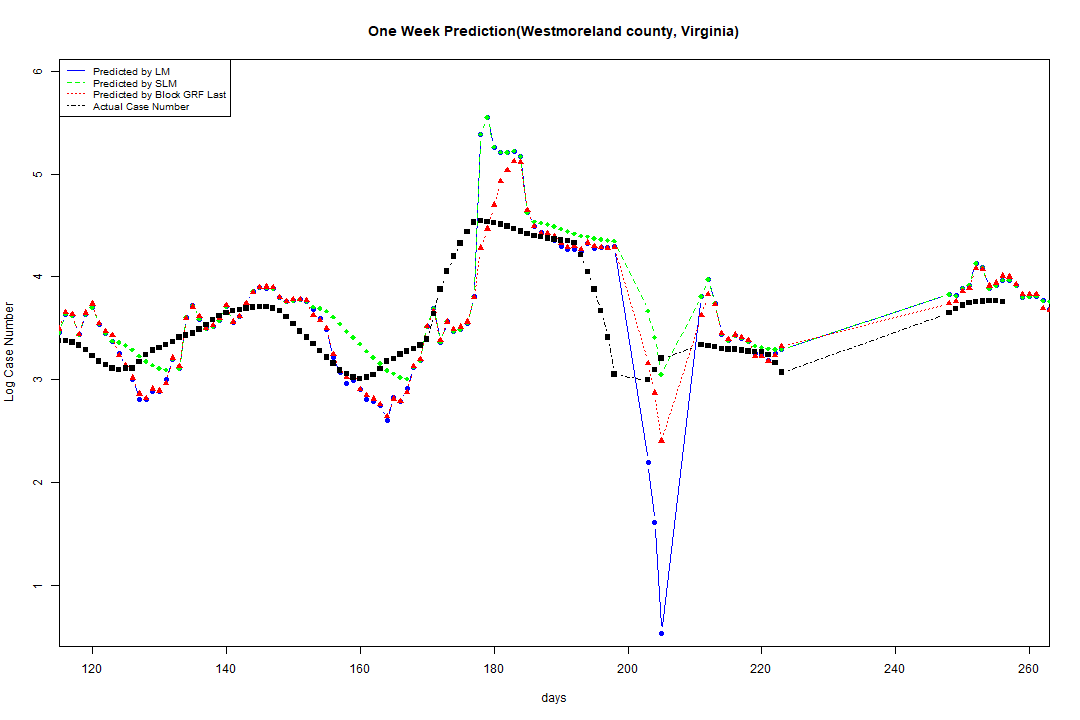 One Week Prediction(Westmoreland county, Virginia)
Predicted by LM
Predicted by SLM
Predicted by Block GRF Last
Actual Case Number
6
5
4
3
2
1
Log Case Number
120 140 160 180 200 220 240 260
days